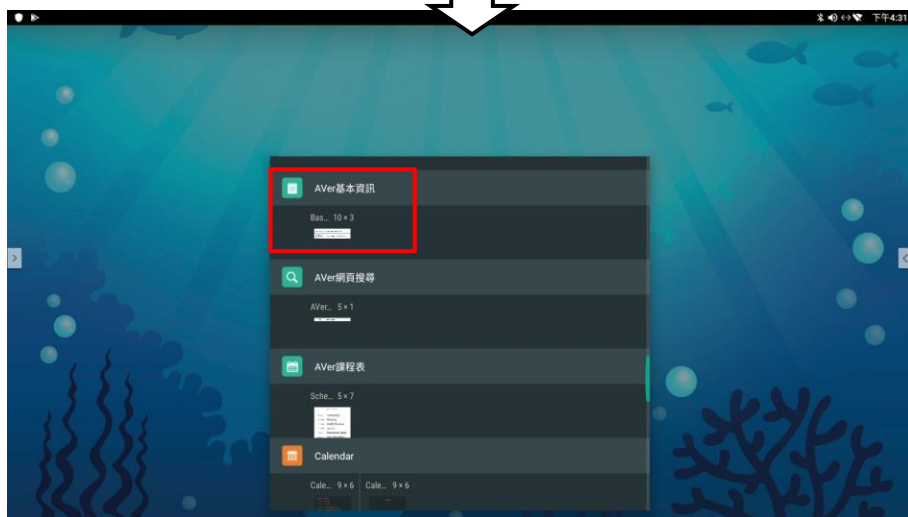 下午4:31
AVer基本資訊
Bas... 10 × 3
AVer網頁搜尋
AVer... 5 × 1
AVer課程表
Sche... 5 × 7
Calendar
Cale... 9 × 6 Cale... 9 × 6